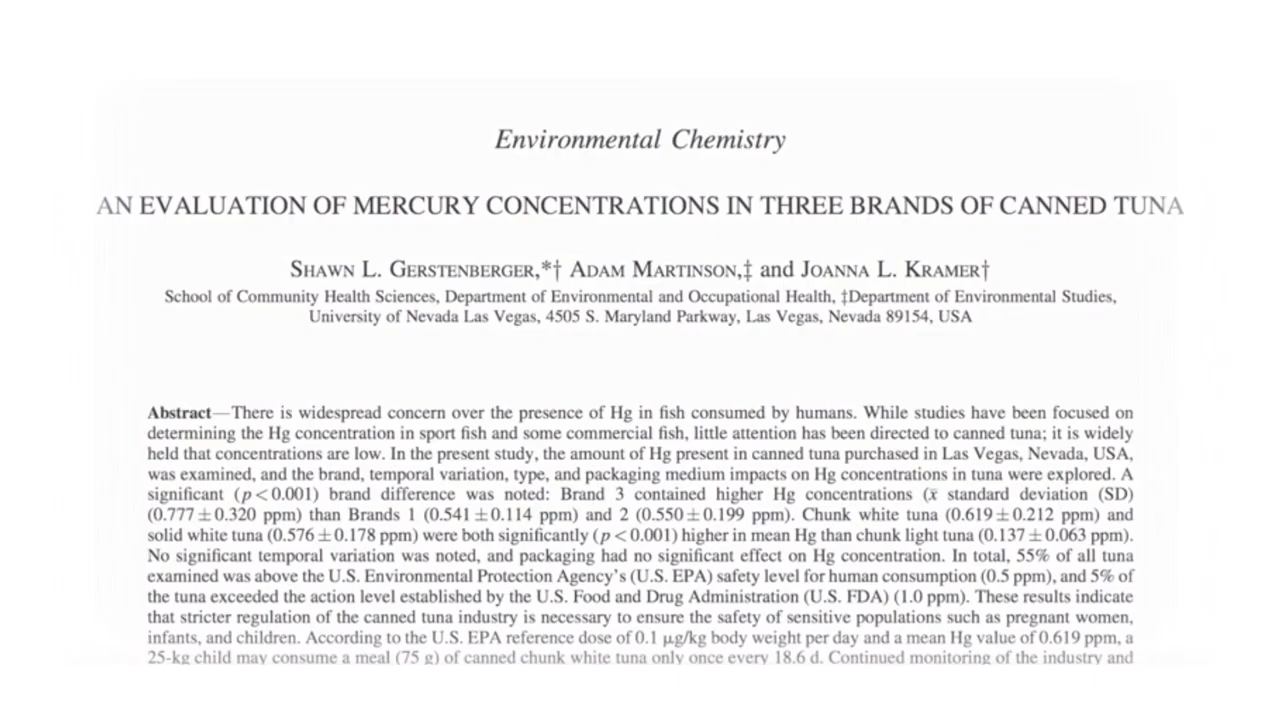 Environmental Chemistry
AN EVALUATION OF MERCURY CONCENTRATIONS IN THREE BRANDS OF CANNED TUNA
SHAWN L. GERSTENBERGER,*† ADAM MARTINSON,‡ and JOANNA L. KRAMER†
School of Community Health Sciences, Department of Environmental and Occupational Health, ‡Department of Environmental Studies,
University of Nevada Las Vegas, 4505 S. Maryland Parkway, Las Vegas, Nevada 89154, USA
Abstract—There is widespread concern over the presence of Hg in fish consumed by humans. While studies have been focused on
determining the Hg concentration in sport fish and some commercial fish, little attention has been directed to canned tuna; it is widely
held that concentrations are low. In the present study, the amount of Hg present in canned tuna purchased in Las Vegas, Nevada, USA,
was examined, and the brand, temporal variation, type, and packaging medium impacts on Hg concentrations in tuna were explored. A
significant (p < 0.001) brand difference was noted: Brand 3 contained higher Hg concentrations (x̄ standard deviation (SD)
(0.777 ± 0.320 ppm) than Brands 1 (0.541 ± 0.114 ppm) and 2 (0.550 ± 0.199 ppm). Chunk white tuna (0.619 ± 0.212 ppm) and
solid white tuna (0.576 ± 0.178 ppm) were both significantly (p < 0.001) higher in mean Hg than chunk light tuna (0.137 ± 0.063 ppm).
No significant temporal variation was noted, and packaging had no significant effect on Hg concentration. In total, 55% of all tuna
examined was above the U.S. Environmental Protection Agency's (U.S. EPA) safety level for human consumption (0.5 ppm), and 5% of
the tuna exceeded the action level established by the U.S. Food and Drug Administration (U.S. FDA) (1.0 ppm). These results indicate
that stricter regulation of the canned tuna industry is necessary to ensure the safety of sensitive populations such as pregnant women,
infants, and children. According to the U.S. EPA reference dose of 0.1 μg/kg body weight per day and a mean Hg value of 0.619 ppm, a
25-kg child may consume a meal (75 g) of canned chunk white tuna only once every 18.6 d. Continued monitoring of the industry and